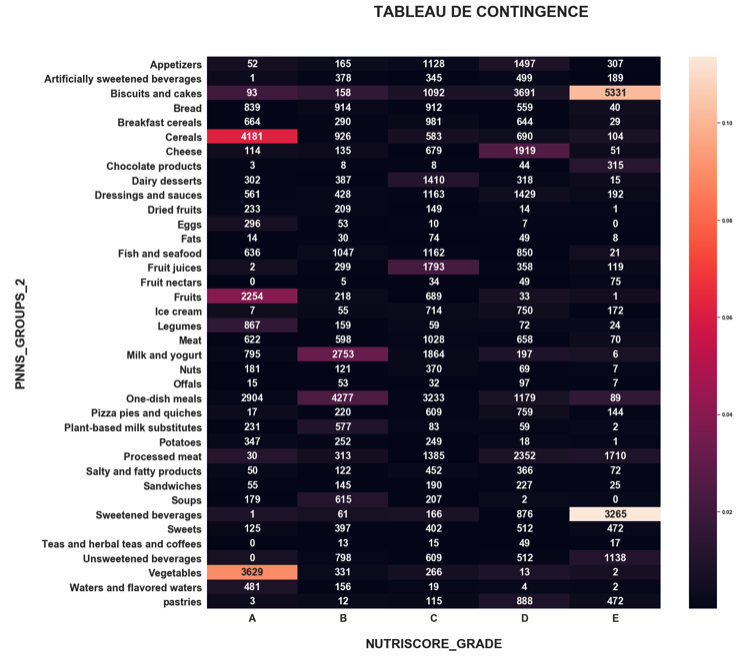 TABLEAU DE CONTINGENCE
Appetizers 52 165 1128 1497 307
Artificially sweetened beverages 1 378 345 499 189
Biscuits and cakes 93 158 1092 3691 5331
Bread 839 914 912 559 40
Breakfast cereals 664 290 981 644 29
Cereals 4181 926 583 690 104
Cheese 114 135 679 1919 51
Chocolate products 3 8 8 44 315
Dairy desserts 302 387 1410 318 15
Dressings and sauces 561 428 1163 1429 192
Dried fruits 233 209 149 14 1
Eggs 296 53 10 7 0
Fats 14 30 74 49 8
Fish and seafood 636 1047 1162 850 21
Fruit juices 2 299 1793 358 119
Fruit nectars 0 5 34 49 75
Fruits 2254 218 689 33 1
Ice cream 7 55 714 750 172
Legumes 867 159 59 72 24
Meat 622 598 1028 658 70
Milk and yogurt 795 2753 1864 197 6
Nuts 181 121 370 69 7
Offals 15 53 32 97 7
One-dish meals 2904 4277 3233 1179 89
Pizza pies and quiches 17 220 609 759 144
Plant-based milk substitutes 231 577 83 59 2
Potatoes 347 252 249 18 1
Processed meat 30 313 1385 2352 1710
Salty and fatty products 50 122 452 366 72
Sandwiches 55 145 190 227 25
Soups 179 615 207 2 0
Sweetened beverages 1 61 166 876 3265
Sweets 125 397 402 512 472
Teas and herbal teas and coffees 0 13 15 49 17
Unsweetened beverages 0 798 609 512 1138
Vegetables 3629 331 266 13 2
Waters and flavored waters 481 156 19 4 2
pastries 3 12 115 888 472
A B C D E
NUTRISCORE_GRADE
PNNS_GROUPS_2
0.10
0.08
0.06
0.04
0.02